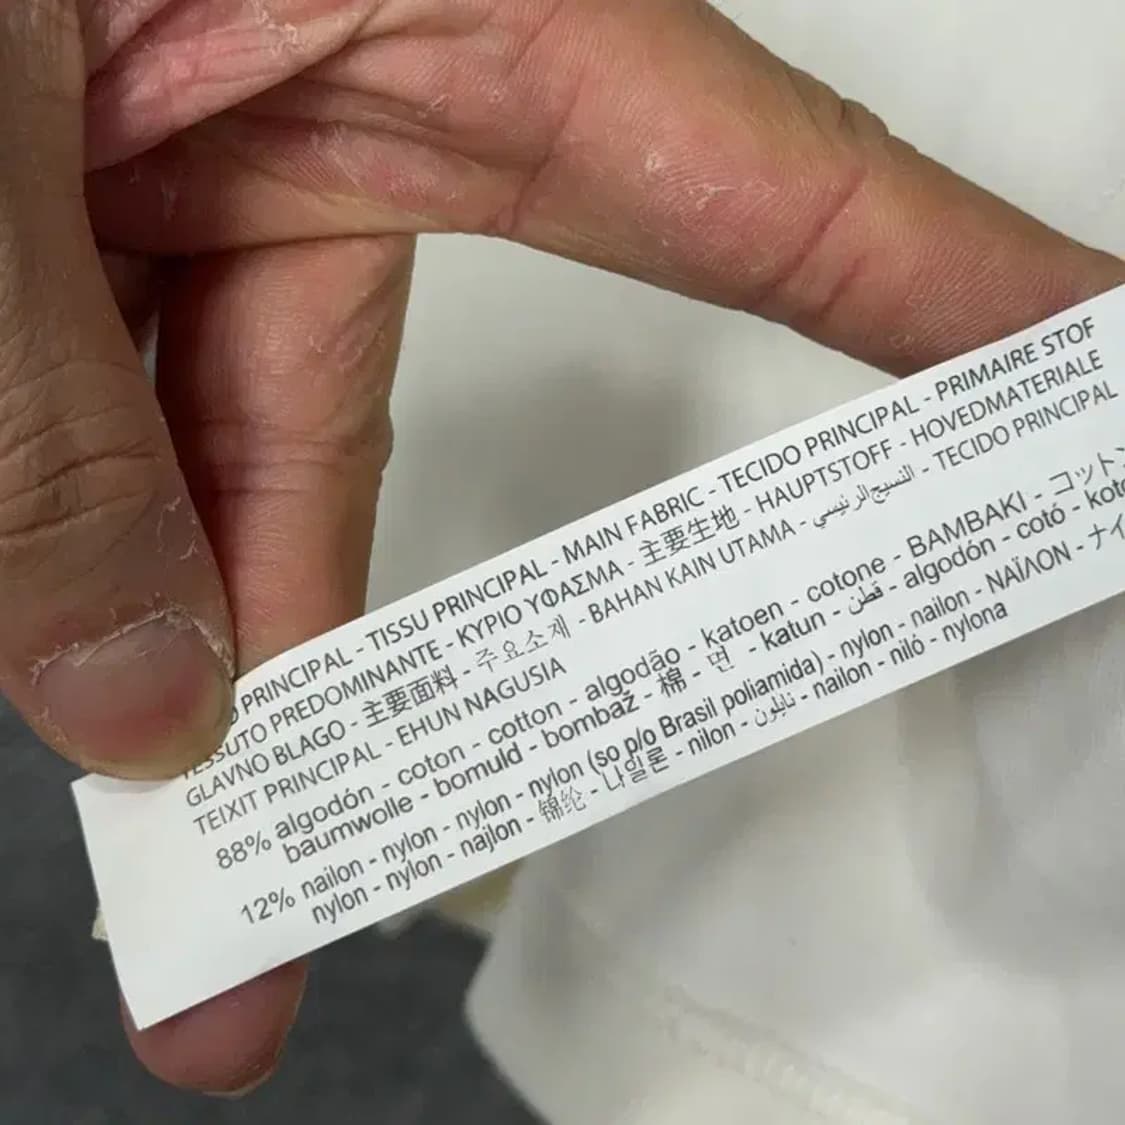 PRINCIPAL - TISSU PRINCIPAL - MAIN FABRIC - TECIDO PRINCIPAL - PRIMAIRE STOF
TESSUTO PREDOMINANTE - ΚΥΡΙΟ ΥΦΑΣΜΑ - 主要生地 - HAUPTSTOFF - HOVEDMATERIALE
GLAVNO BLAGO - 主要面料 - 주요소재 - BAHAN KAIN UTAMA - النسيج الرئيسي - TECIDO PRINCIPAL
TEIXIT PRINCIPAL - EHUN NAGUSIA
88% algodón - coton - cotton - algodão - katoen - cotone - BAMBAKI - コットン
baumwolle - bomuld - bombaž - 棉 - 면 - katun - قطن - algodón - cotó -
12% nailon - nylon - nylon - nylon (so p/o Brasil poliamida) - nylon - nailon - ΝΑΪΛΟΝ -
nylon - nylon - najlon - 锦纶 - 나일론 - nilon - نايلون - nailon - niló - nylona